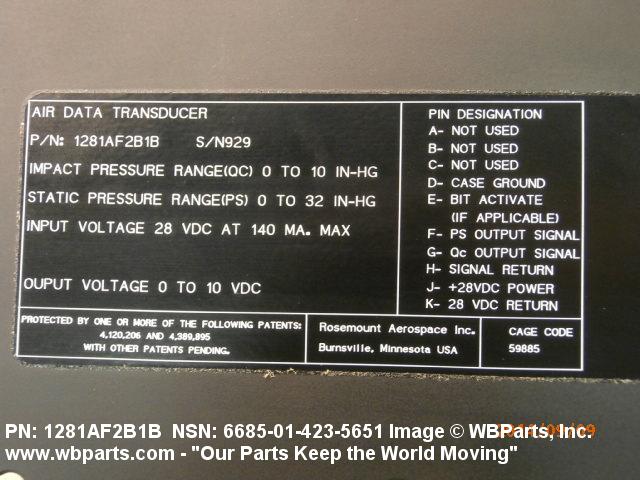 AIR DATA TRANSDUCER
P/N: 1281AF2B1B S/N929
IMPACT PRESSURE RANGE(QC) 0 TO 10 IN-HG
STATIC PRESSURE RANGE(PS) 0 TO 32 IN-HG
INPUT VOLTAGE 28 VDC AT 140 MA. MAX
OUPUT VOLTAGE 0 TO 10 VDC
PIN DESIGNATION
A- NOT USED
B- NOT USED
C- NOT USED
D- CASE GROUND
E- BIT ACTIVATE
(IF APPLICABLE)
F- PS OUTPUT SIGNAL
G- Qc OUTPUT SIGNAL
H- SIGNAL RETURN
J- +28VDC POWER
K- 28 VDC RETURN
PROTECTED BY ONE OR MORE OF THE FOLLOWING PATENTS:
4,120,206 AND 4,389,895
WITH OTHER PATENTS PENDING.
Rosemount Aerospace Inc.
Burnsville, Minnesota USA
CAGE CODE
59885
PN: 1281AF2B1B NSN: 6685-01-423-5651 Image © WBParts, Inc.
www.wbparts.com - "Our Parts Keep the World Moving"